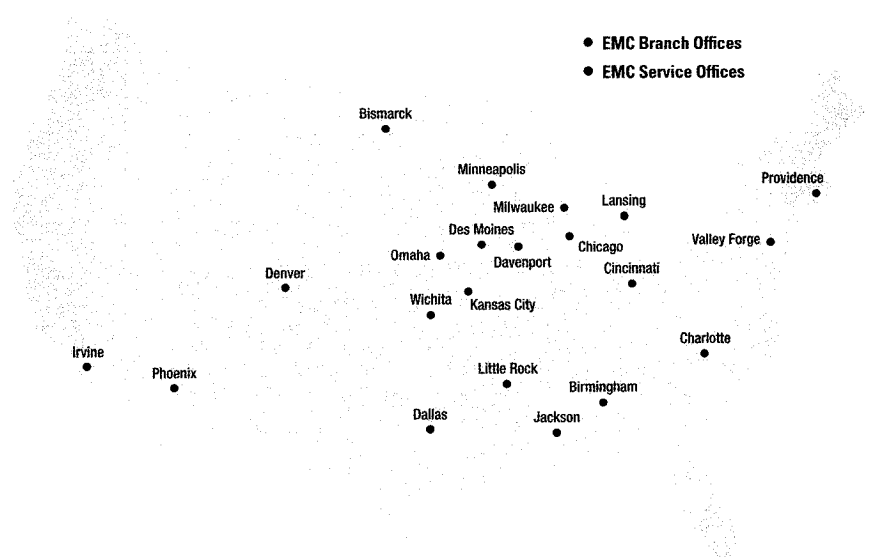 EMC Branch Offices
EMC Service Offices
Bismarck
Minneapolis
Providence
Milwaukee
Lansing
Des Moines
Valley Forge
Chicago
Omaha
Davenport
Cincinnati
Denver
Wichita
Kansas City
Charlotte
Irvine
Phoenix
Little Rock
Birmingham
Dallas
Jackson